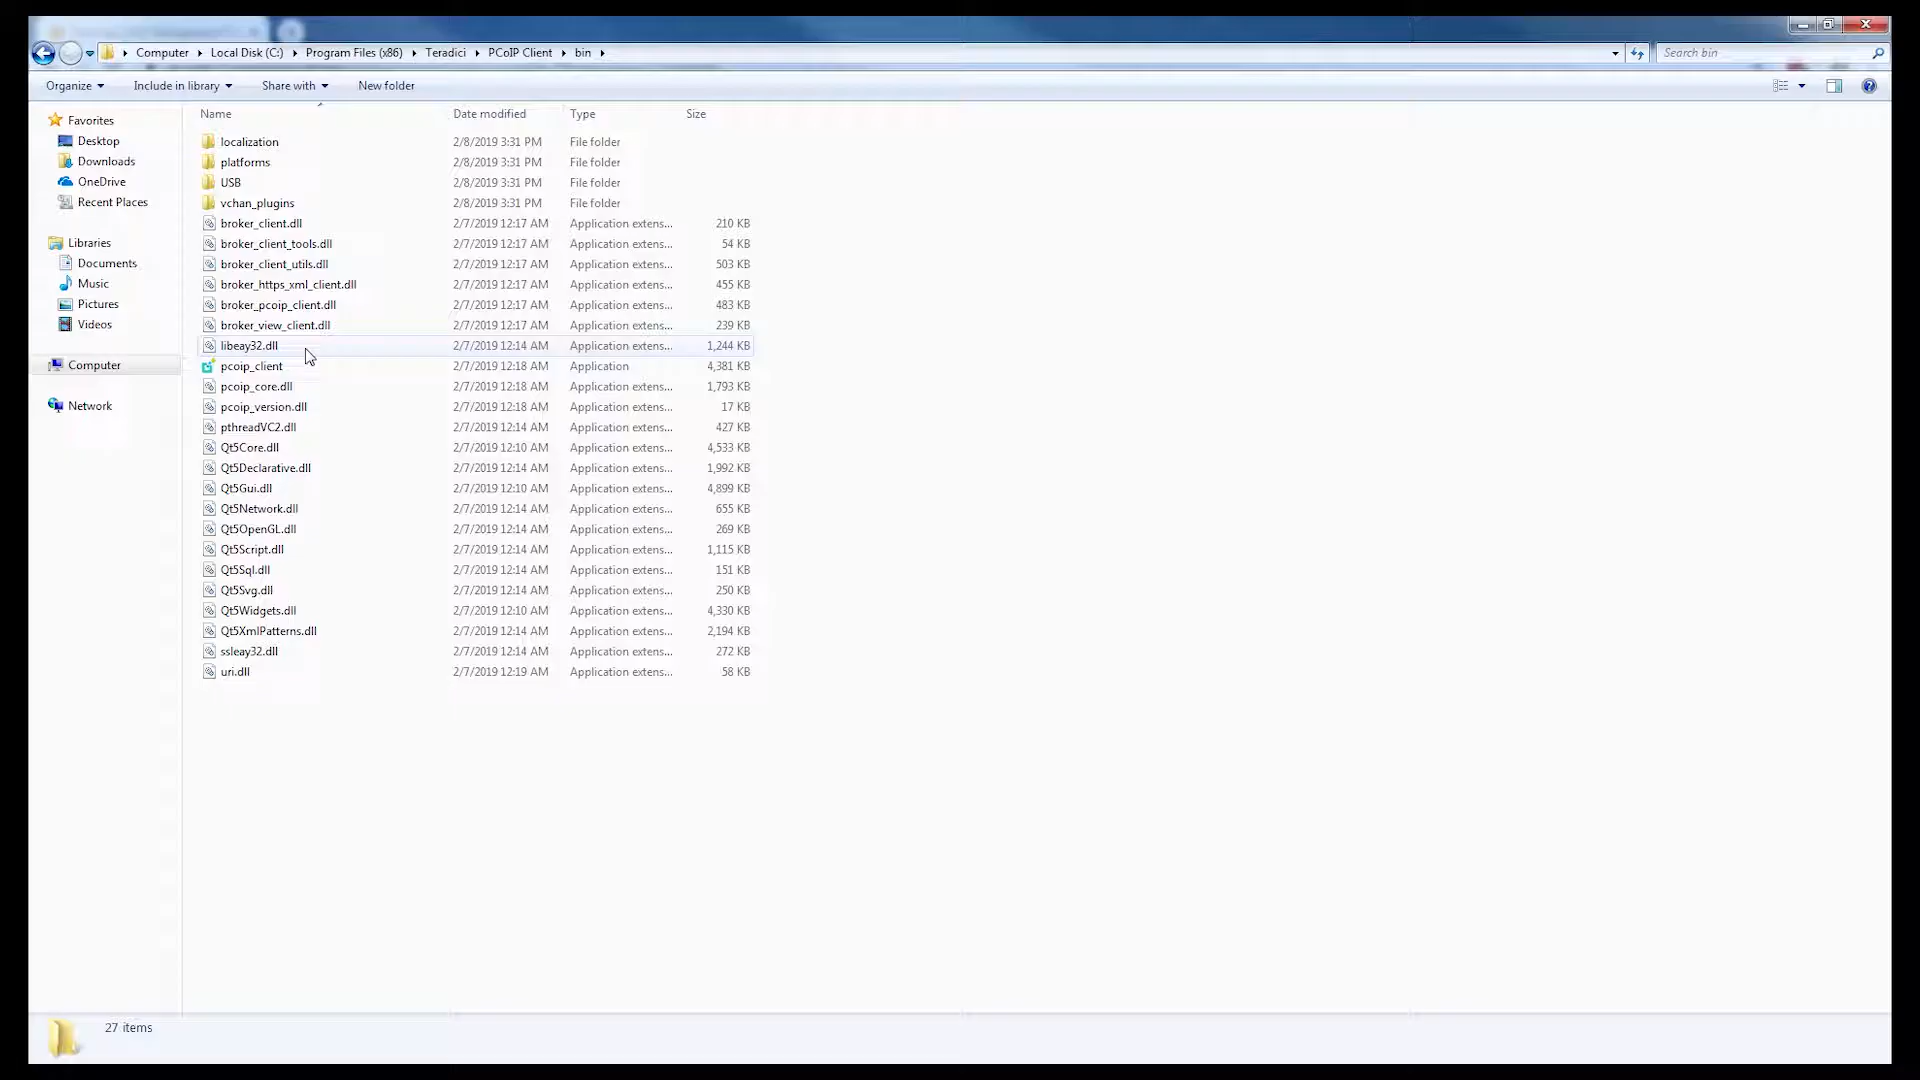 Computer Local Disk (C:) Program Files (x86) Teradici PCoIP Client bin Search bin
Organize Include in library Share with New folder
Favorites
Desktop
Downloads
OneDrive
Recent Places
Libraries
Documents
Music
Pictures
Videos
Computer
Network
Name Date modified Type Size
localization 2/8/2019 3:31 PM File folder
platforms 2/8/2019 3:31 PM File folder
USB 2/8/2019 3:31 PM File folder
vchan_plugins 2/8/2019 3:31 PM File folder
broker_client.dll 2/7/2019 12:17 AM Application extens... 210 KB
broker_client_tools.dll 2/7/2019 12:17 AM Application extens... 54 KB
broker_client_utils.dll 2/7/2019 12:17 AM Application extens... 503 KB
broker_https_xml_client.dll 2/7/2019 12:17 AM Application extens... 455 KB
broker_pcoip_client.dll 2/7/2019 12:17 AM Application extens... 483 KB
broker_view_client.dll 2/7/2019 12:17 AM Application extens... 239 KB
libeay32.dll 2/7/2019 12:14 AM Application extens... 1,244 KB
pcoip_client 2/7/2019 12:18 AM Application 4,381 KB
pcoip_core.dll 2/7/2019 12:18 AM Application extens... 1,793 KB
pcoip_version.dll 2/7/2019 12:18 AM Application extens... 17 KB
pthreadVC2.dll 2/7/2019 12:14 AM Application extens... 427 KB
Qt5Core.dll 2/7/2019 12:10 AM Application extens... 4,533 KB
Qt5Declarative.dll 2/7/2019 12:14 AM Application extens... 1,992 KB
Qt5Gui.dll 2/7/2019 12:10 AM Application extens... 4,899 KB
Qt5Network.dll 2/7/2019 12:14 AM Application extens... 655 KB
Qt5OpenGL.dll 2/7/2019 12:14 AM Application extens... 269 KB
Qt5Script.dll 2/7/2019 12:14 AM Application extens... 1,115 KB
Qt5Sql.dll 2/7/2019 12:14 AM Application extens... 151 KB
Qt5Svg.dll 2/7/2019 12:14 AM Application extens... 250 KB
Qt5Widgets.dll 2/7/2019 12:10 AM Application extens... 4,330 KB
Qt5XmlPatterns.dll 2/7/2019 12:14 AM Application extens... 2,194 KB
ssleay32.dll 2/7/2019 12:14 AM Application extens... 272 KB
uri.dll 2/7/2019 12:19 AM Application extens... 58 KB
27 items